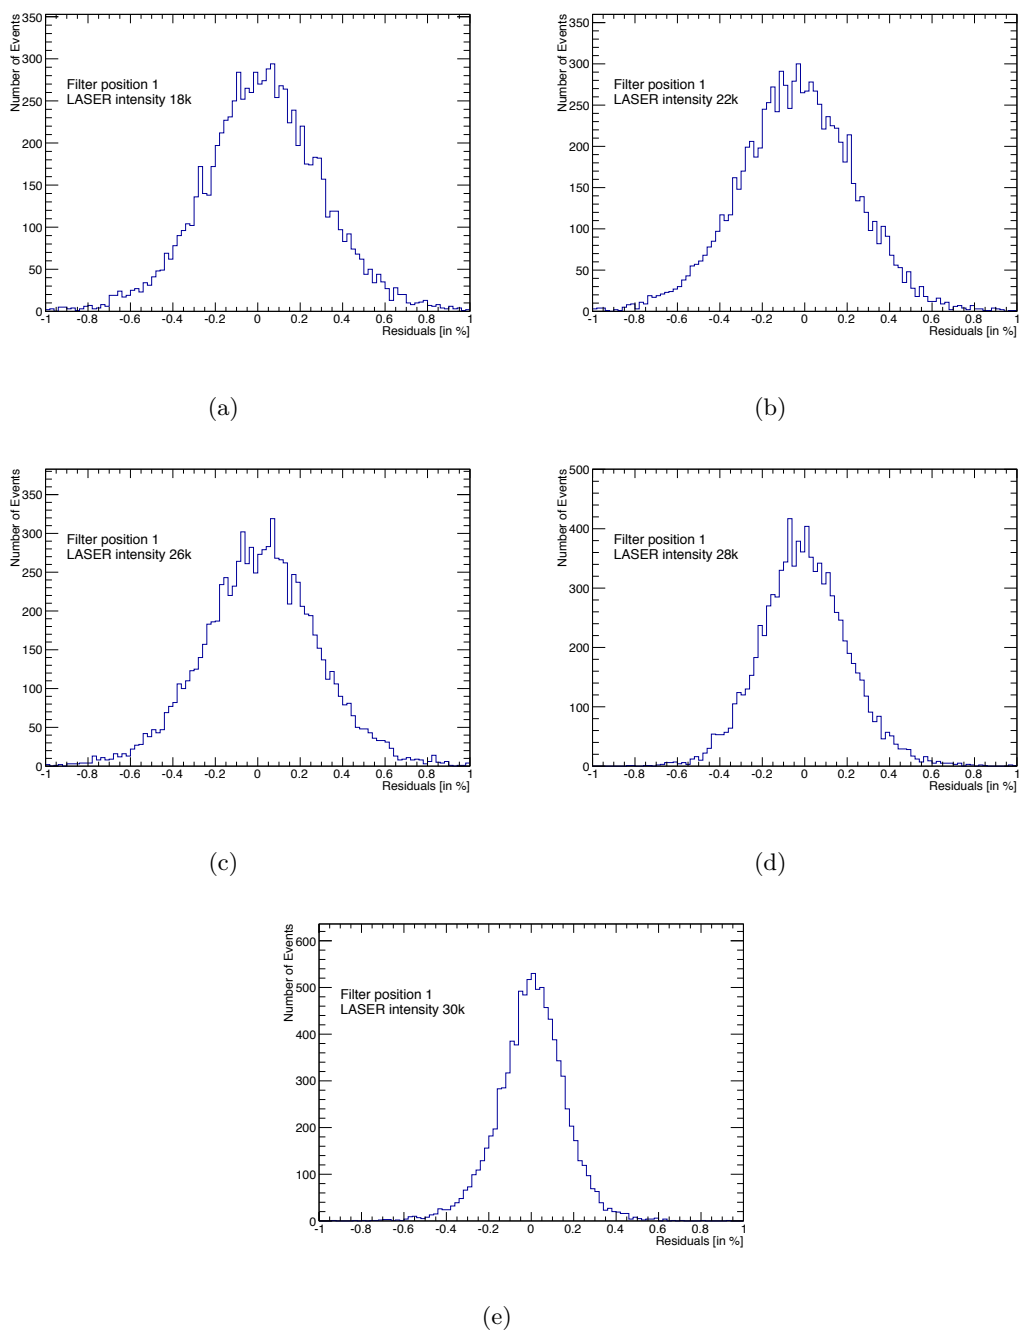 Number of Events
350
300
250
200
150
100
50
0
Filter position 1
LASER intensity 18k
-1 -0.8 -0.6 -0.4 -0.2 0 0.2 0.4 0.6 0.8 1
Residuals [in %]
(a)
Number of Events
350
300
250
200
150
100
50
0
Filter position 1
LASER intensity 22k
-1 -0.8 -0.6 -0.4 -0.2 0 0.2 0.4 0.6 0.8 1
Residuals [in %]
(b)
Number of Events
350
300
250
200
150
100
50
0
Filter position 1
LASER intensity 26k
-1 -0.8 -0.6 -0.4 -0.2 0 0.2 0.4 0.6 0.8 1
Residuals [in %]
(c)
Number of Events
500
400
300
200
100
0
Filter position 1
LASER intensity 28k
-1 -0.8 -0.6 -0.4 -0.2 0 0.2 0.4 0.6 0.8 1
Residuals [in %]
(d)
Number of Events
600
500
400
300
200
100
0
Filter position 1
LASER intensity 30k
-1 -0.8 -0.6 -0.4 -0.2 0 0.2 0.4 0.6 0.8 1
Residuals [in %]
(e)